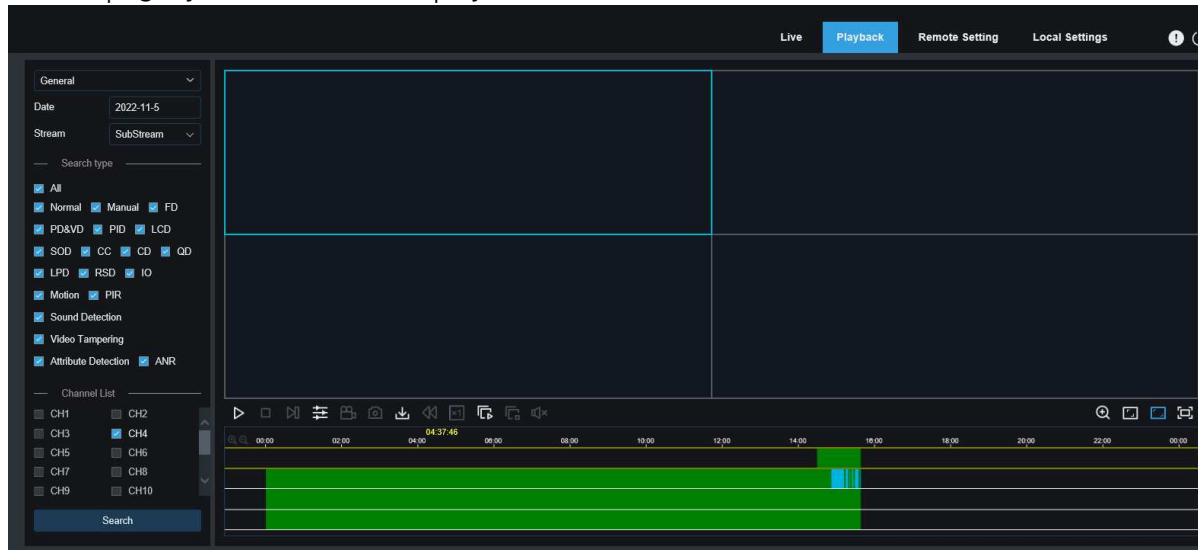 Live Playback Remote Setting Local Settings
General
Date 2022-11-5
Stream SubStream
Search type
All
Normal Manual FD
PD&VD PID LCD
SOD CC CD QD
LPD RSD IO
Motion PIR
Sound Detection
Video Tampering
Attribute Detection ANR
Channel List
CH1 CH2
CH3 CH4
CH5 CH6
CH7 CH8
CH9 CH10
Search
×1
04:37:46
00:00 02:00 04:00 06:00 08:00 10:00 12:00 14:00 16:00 18:00 20:00 22:00 00:00